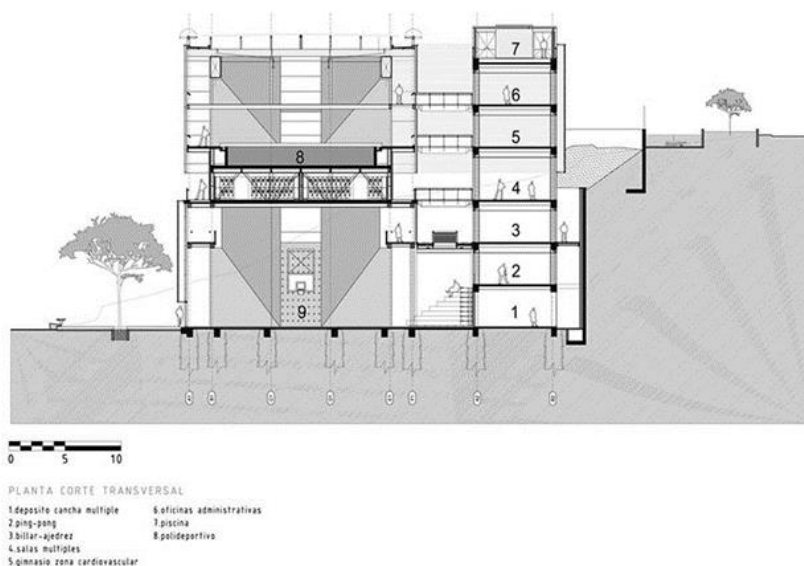 7
6
5
8
4
3
2
9
1
0 5 10
PLANTA CORTE TRANSVERSAL
1.deposito cancha multiple
2.ping-pong
3.billar-ajedrez
4.salas multiples
5.gimnasio zona cardiovascular
6.oficinas administrativas
7.piscina
8.polideportivo